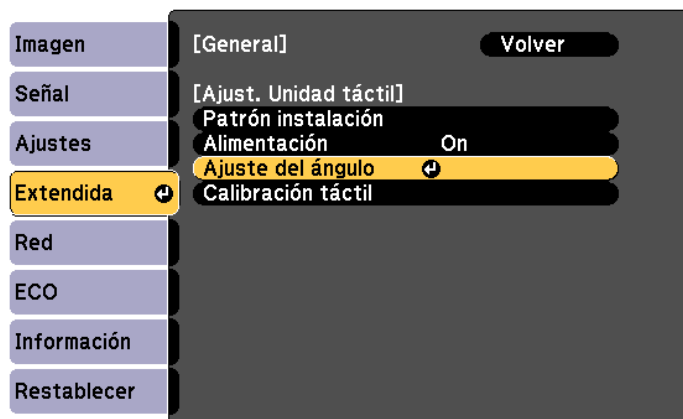 Imagen
Señal
Ajustes
Extendida
Red
ECO
Información
Restablecer
[General] Volver
[Ajust. Unidad táctil]
Patrón instalación
Alimentación On
Ajuste del ángulo
Calibración táctil